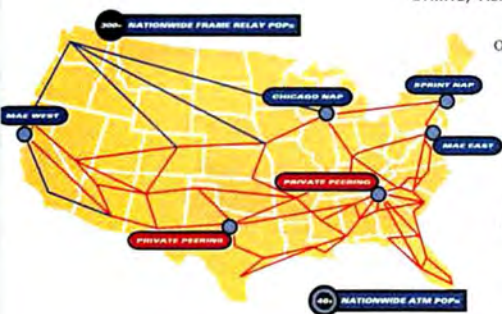 300+ NATIONWIDE FRAME RELAY POPs
CHICAGO NAP
SPRINT NAP
MAE WEST
MAE EAST
PRIVATE PEERING
PRIVATE PEERING
NATIONWIDE ATM POPs